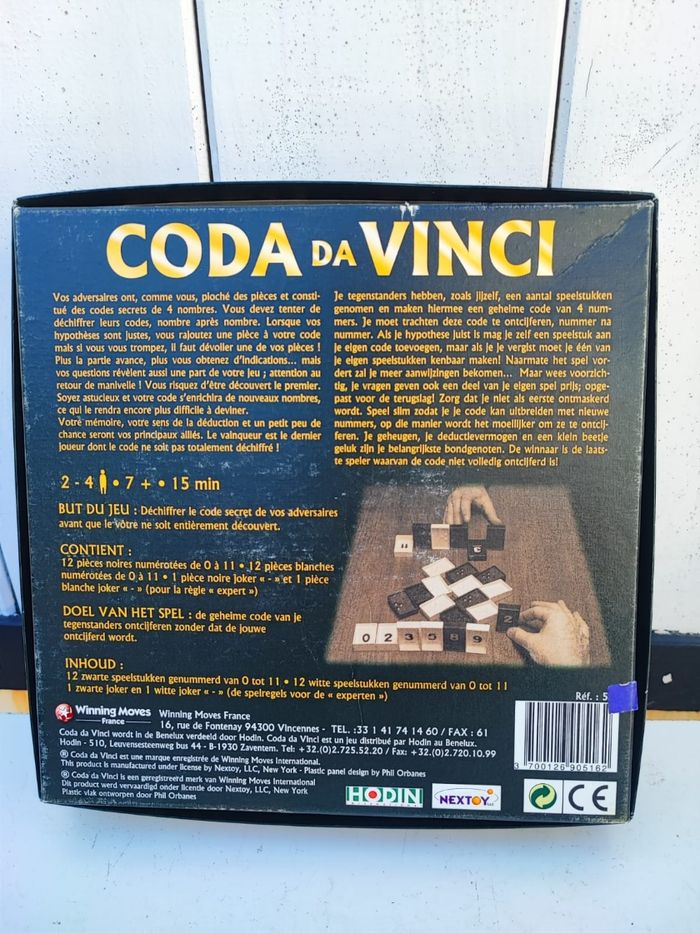 CODA DA VINCI
Vos adversaires ont, comme vous, pioché des pièces et consti-
tué des codes secrets de 4 nombres. Vous devez tenter de
déchiffrer leurs codes, nombre après nombre. Lorsque vos
hypothèses sont justes, vous rajoutez une pièce à votre code
mais si vous vous trompez, il faut dévoiler une de vos pièces !
Plus la partie avance, plus vous obtenez d'indications... mais
vos questions révèlent aussi une part de votre jeu ; attention au
retour de manivelle ! Vous risquez d'être découvert le premier.
Soyez astucieux et votre code s'enrichira de nouveaux nombres,
ce qui le rendra encore plus difficile à deviner.
Votre mémoire, votre sens de la déduction et un petit peu de
chance seront vos principaux alliés. Le vainqueur est le dernier
joueur dont le code ne soit pas totalement déchiffré !
Je tegenstanders hebben, zoals jijzelf, een aantal speelstukken
genomen en maken hiermee een geheime code van 4 num-
mers. Je moet trachten deze code te ontcijferen, nummer na
nummer. Als je hypothese juist is mag je zelf een speelstuk aan
je eigen code toevoegen, maar als je je vergist moet je één van
je eigen speelstukken kenbaar maken! Naarmate het spel vor-
dert zal je meer aanwijzingen bekomen... Maar wees voorzich-
tig, je vragen geven ook een deel van je eigen spel prijs; opge-
past voor de terugslag! Zorg dat je niet als eerste ontmaskerd
wordt. Speel slim zodat je je code kan uitbreiden met nieuwe
nummers, op die manier wordt het moeilijker om ze te ontcij-
feren. Je geheugen, je deductievermogen en een klein beetje
geluk zijn je belangrijkste bondgenoten. De winnaar is de laats-
te speler waarvan de code niet volledig ontcijferd is!
2 - 4 • 7 + • 15 min
BUT DU JEU : Déchiffrer le code secret de vos adversaires
avant que le vôtre ne soit entièrement découvert.
CONTIENT :
12 pièces noires numérotées de 0 à 11 • 12 pièces blanches
numérotées de 0 à 11 • 1 pièce noire joker « - » et 1 pièce
blanche joker « - » (pour la règle « expert »)
DOEL VAN HET SPEL : de geheime code van je
tegenstanders ontcijferen zonder dat de jouwe
ontcijferd wordt.
INHOUD :
12 zwarte speelstukken genummerd van 0 tot 11 • 12 witte speelstukken genummerd van 0 tot 11
1 zwarte joker en 1 witte joker « - » (de spelregels voor de « experten »)
11
0 2 3 5 8 9 2
Réf. : 5
Winning Moves
France
Winning Moves France
16, rue de Fontenay 94300 Vincennes - TEL. :33 1 41 74 14 60 / FAX : 61
Coda da Vinci wordt in de Benelux verdeeld door Hodin. Coda da Vinci est un jeu distribué par Hodin au Benelux.
Hodin - 510, Leuvensesteenweg bus 44 - B-1930 Zaventem. Tel: +32.(0)2.725.52.20 / Fax: +32.(0)2.720.10.99
® Coda da Vinci est une marque enregistrée de Winning Moves International.
This product is manufactured under license by Nextoy, LLC, New York - Plastic panel design by Phil Orbanes
® Coda da Vinci is een geregistreerd merk van Winning Moves International
Dit product werd vervaardigd onder licentie door Nextoy, LLC, New York
Plastic vlak ontworpen door Phil Orbanes
HODIN
NEXTOY LLC
3 700126 905162
CE